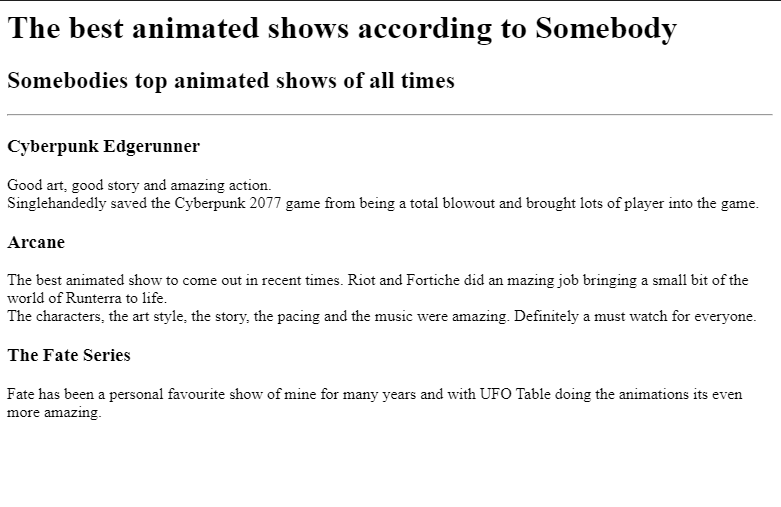 The best animated shows according to Somebody
Somebodies top animated shows of all times
Cyberpunk Edgerunner
Good art, good story and amazing action.
Singlehandedly saved the Cyberpunk 2077 game from being a total blowout and brought lots of player into the game.
Arcane
The best animated show to come out in recent times. Riot and Fortiche did an mazing job bringing a small bit of the
world of Runterra to life.
The characters, the art style, the story, the pacing and the music were amazing. Definitely a must watch for everyone.
The Fate Series
Fate has been a personal favourite show of mine for many years and with UFO Table doing the animations its even
more amazing.